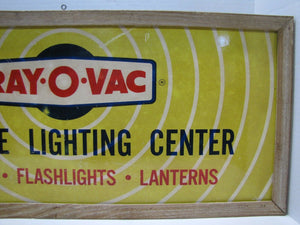 RAY·O·VAC
E LIGHTING CENTER
• FLASHLIGHTS • LANTERNS